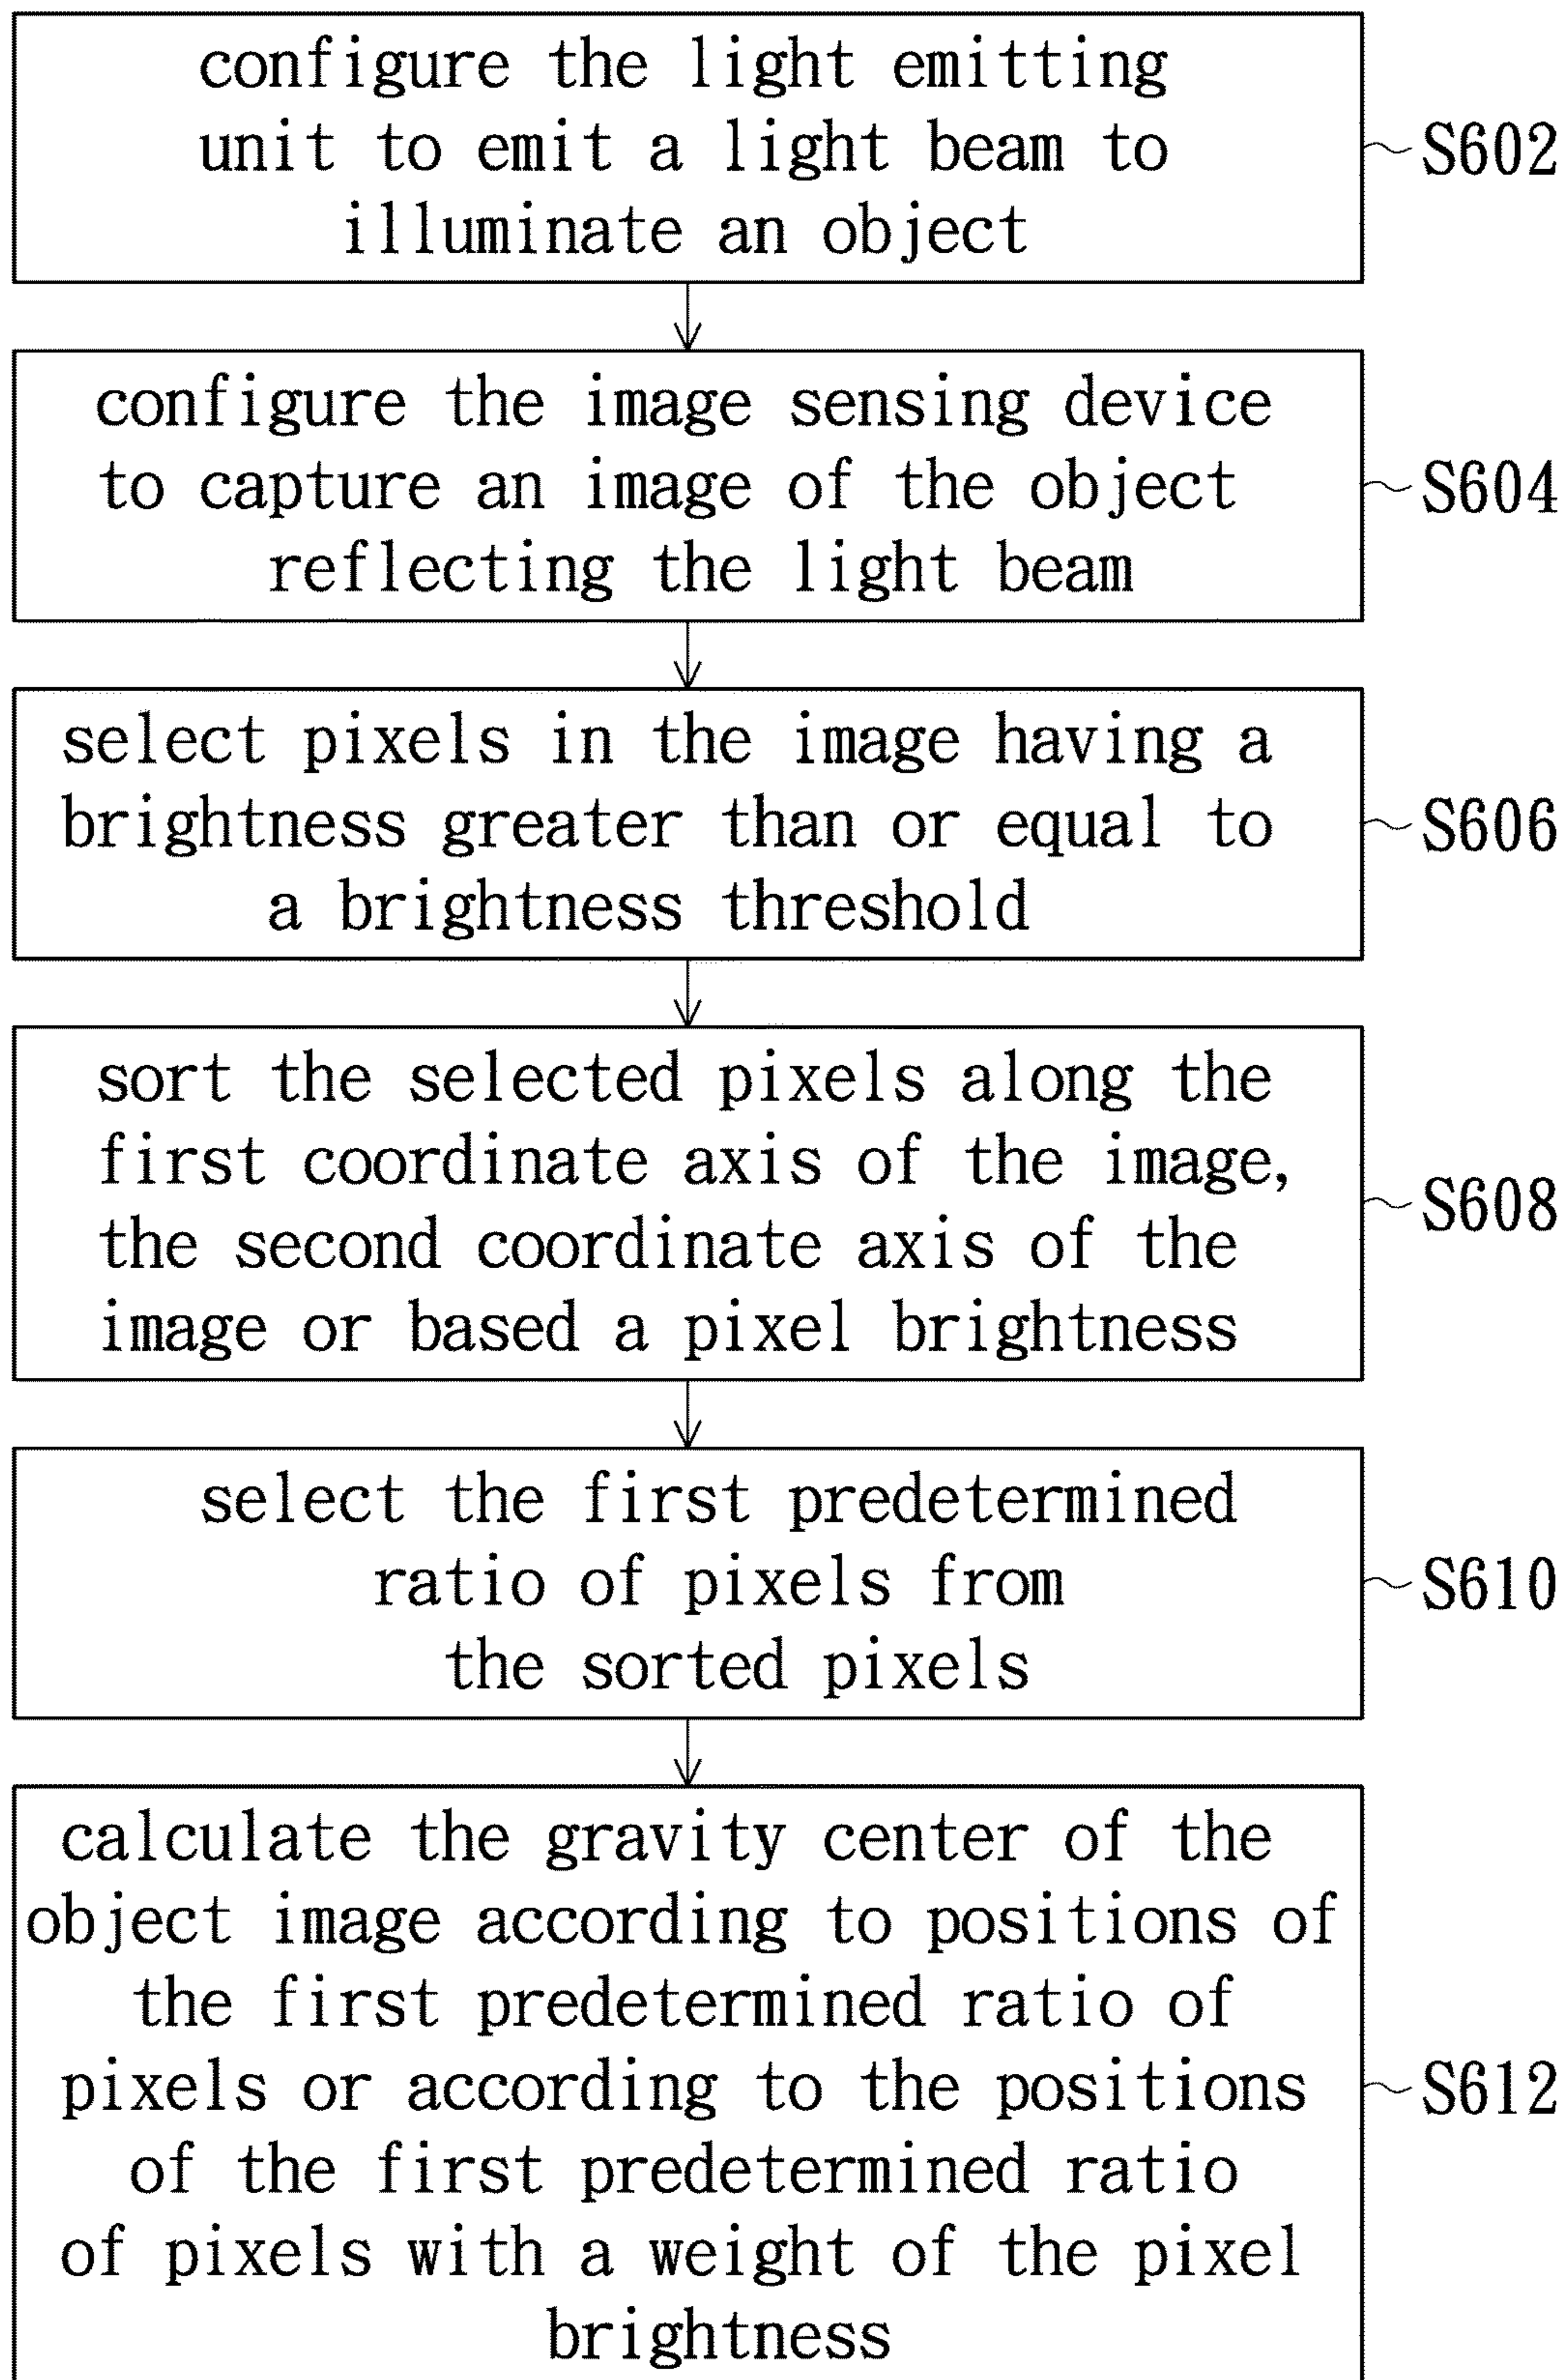 configure the light emitting
unit to emit a light beam to
illuminate an object
S602
configure the image sensing device
to capture an image of the object
reflecting the light beam
S604
select pixels in the image having a
brightness greater than or equal to
a brightness threshold
S606
sort the selected pixels along the
first coordinate axis of the image,
the second coordinate axis of the
image or based a pixel brightness
S608
select the first predetermined
ratio of pixels from
the sorted pixels
S610
calculate the gravity center of the
object image according to positions of
the first predetermined ratio of
pixels or according to the positions
of the first predetermined ratio
of pixels with a weight of the pixel
brightness
S612